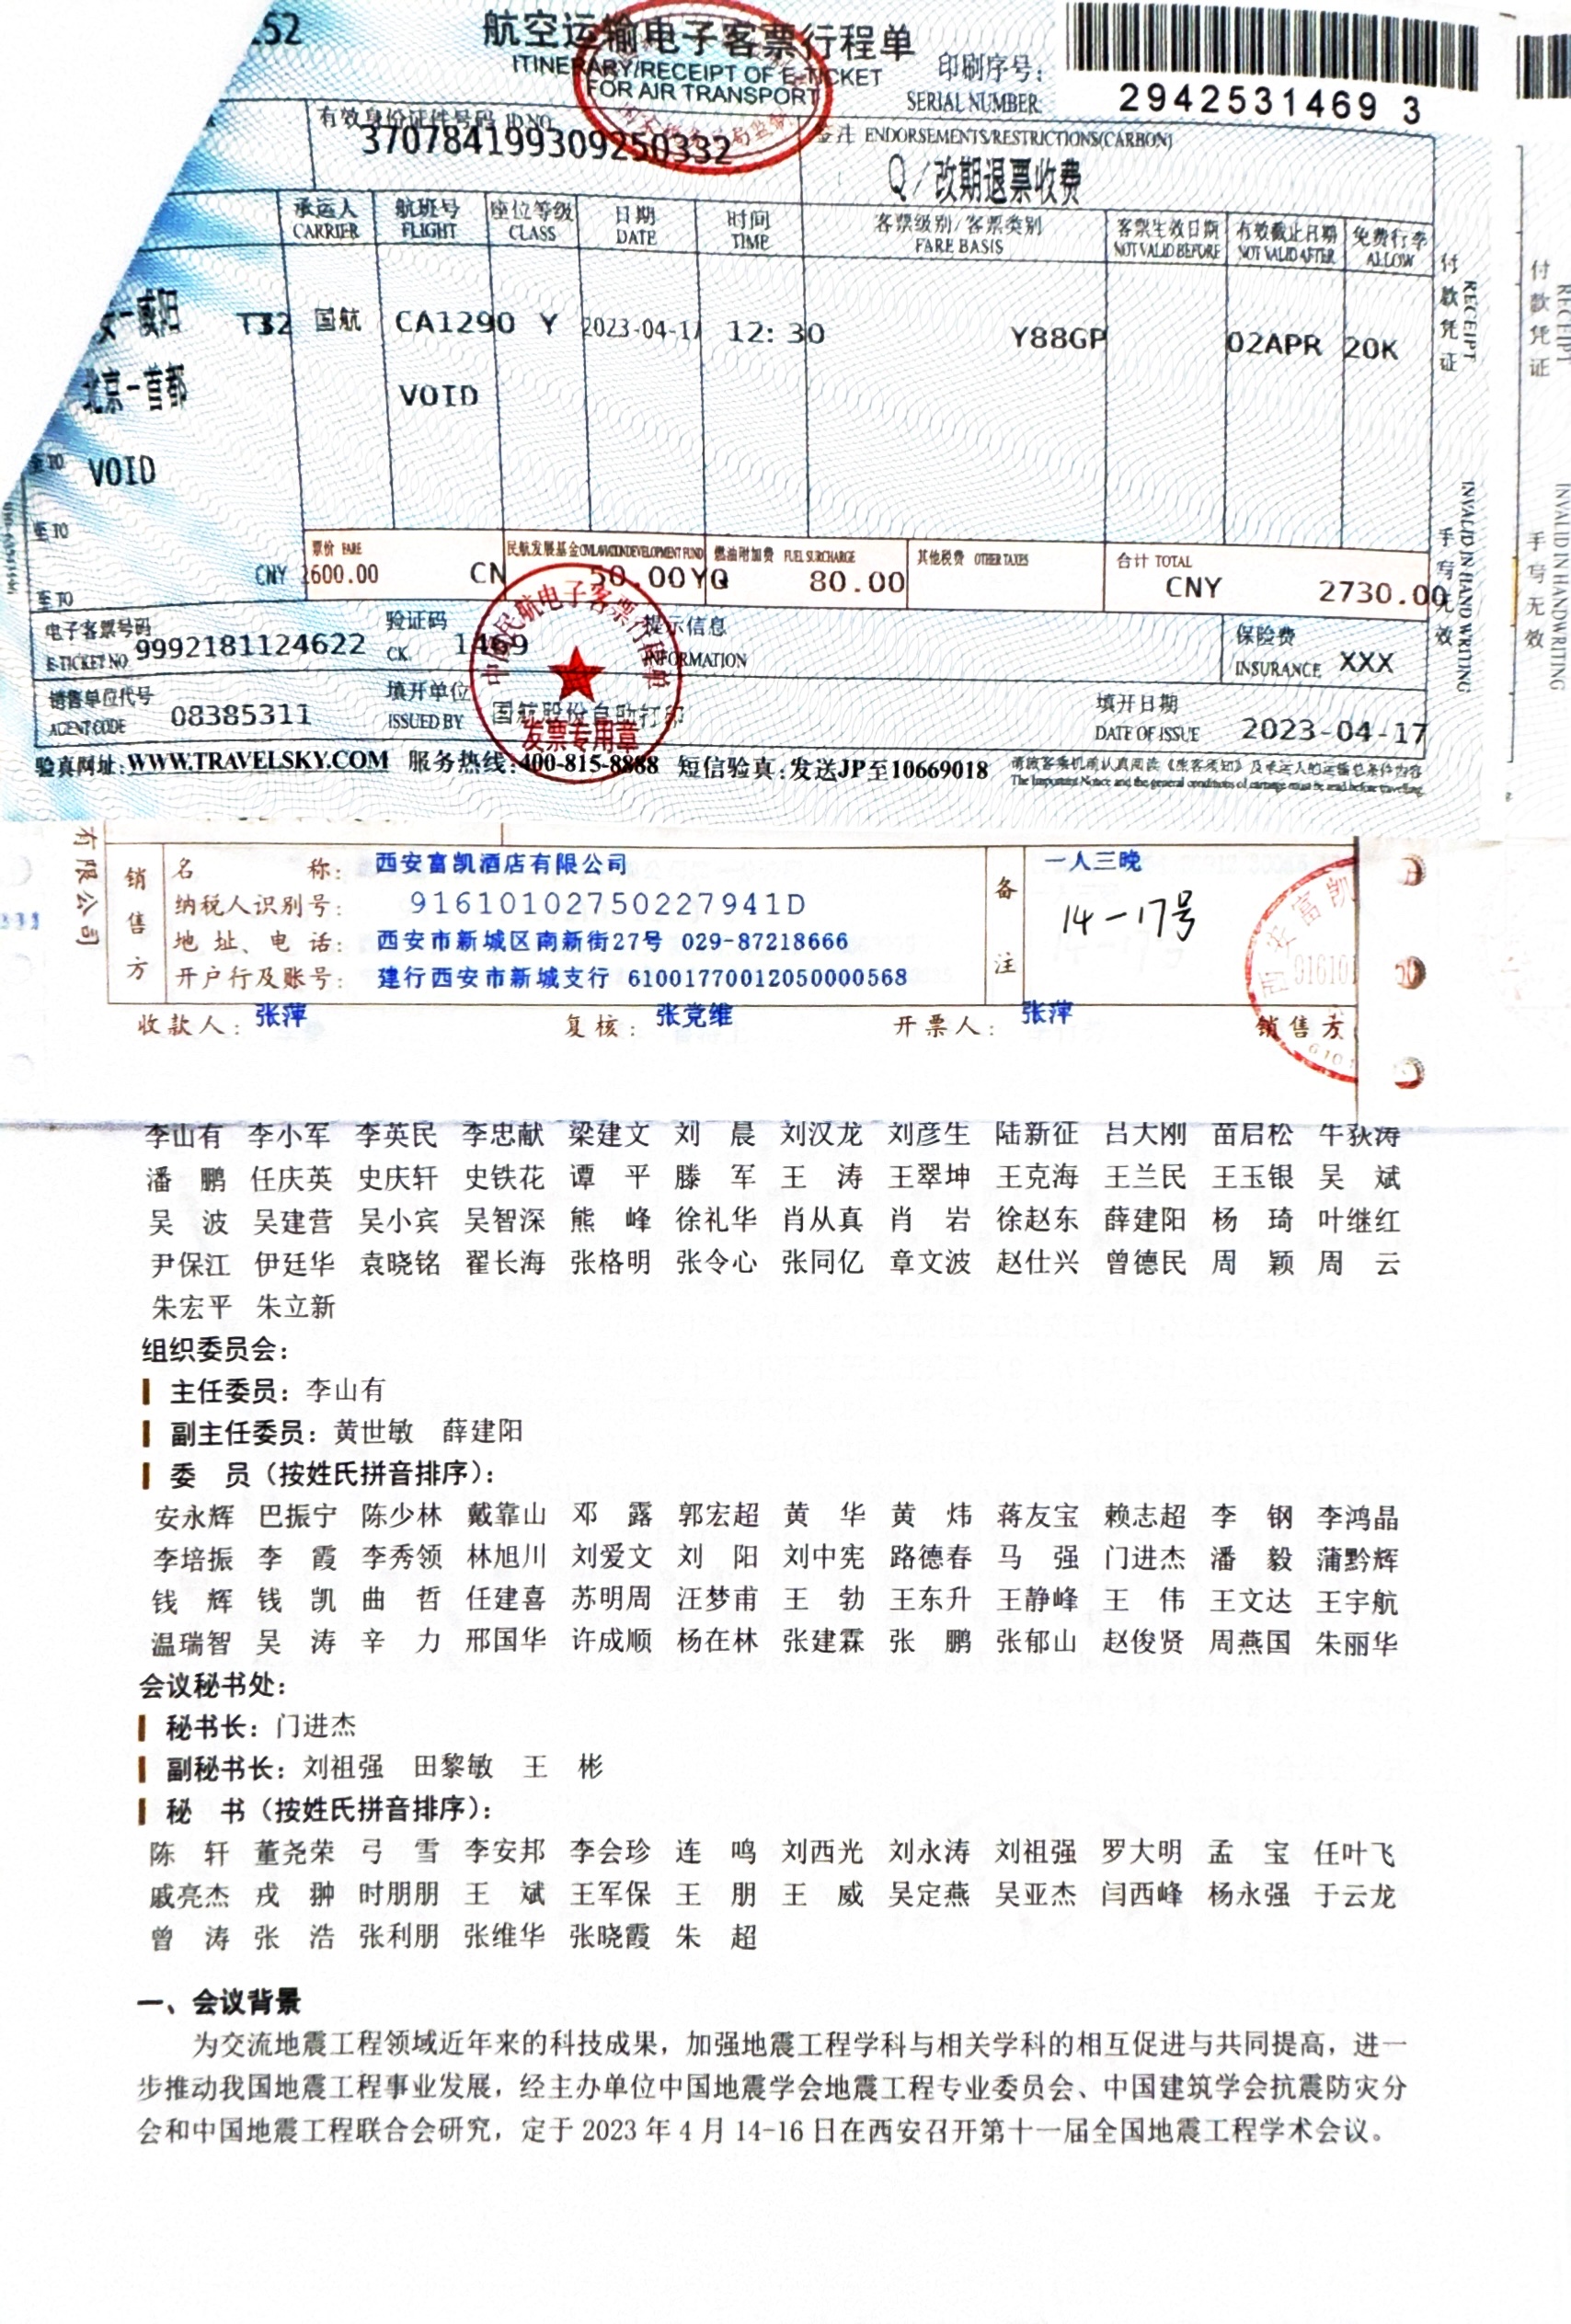 252
航空运输电子客票行程单
ITINERARY/RECEIPT OF E-TICKET
FOR AIR TRANSPORT
印刷序号:
SERIAL NUMBER:
2942531469 3
有效身份证件号码 ID.NO.
370784199309250332
签注 ENDORSEMENTS/RESTRICTIONS(CARBON)
Q/改期退票收费
承运人 航班号 座位等级 日期 时间 客票级别/客票类别 客票生效日期 有效截止日期 免费行李
CARRIER FLIGHT CLASS DATE TIME FARE BASIS NOT VALID BEFORE NOT VALID AFTER ALLOW
安-咸阳 T32 国航 CA1290 Y 2023-04-17 12:30 Y88GP 02APR 20K
北京-首都 VOID
至 TO VOID
至 TO
至 TO
票价 FARE 民航发展基金 CIVIL AVIATION DEVELOPMENT FUND 燃油附加费 FUEL SURCHARGE 其他税费 OTHER TAXES 合计 TOTAL
CNY 2600.00 CN 50.00YQ 80.00 CNY 2730.00
电子客票号码 验证码 提示信息 保险费
E-TICKET NO. 9992181124622 CK. 1469 INFORMATION INSURANCE XXX
销售单位代号 填开单位 填开日期
AGENT CODE 08385311 ISSUED BY 国航股份自助打印 DATE OF ISSUE 2023-04-17
中国民航电子客票行程单
发票专用章
验真网址:WWW.TRAVELSKY.COM 服务热线:400-815-8888 短信验真:发送JP至10669018
请旅客乘机前认真阅读《旅客须知》及承运人的运输总条件内容
The Important Notice and the general conditions of carriage must be read before travelling.
付款凭证 RECEIPT
手写无效 INVALID IN HAND WRITING
付款凭证 RECEIPT
手写无效 INVALID IN HANDWRITING
有限公司
销售方
名称: 西安富凯酒店有限公司
纳税人识别号: 91610102750227941D
地址、电话: 西安市新城区南新街27号 029-87218666
开户行及账号: 建行西安市新城支行 61001770012050000568
备注
一人三晚
14-17号
西安富凯
916101
收款人: 张萍 复核: 张党维 开票人: 张萍 销售方
李山有 李小军 李英民 李忠献 梁建文 刘 晨 刘汉龙 刘彦生 陆新征 吕大刚 苗启松 牛荻涛
潘 鹏 任庆英 史庆轩 史铁花 谭 平 滕 军 王 涛 王翠坤 王克海 王兰民 王玉银 吴 斌
吴 波 吴建营 吴小宾 吴智深 熊 峰 徐礼华 肖从真 肖 岩 徐赵东 薛建阳 杨 琦 叶继红
尹保江 伊廷华 袁晓铭 翟长海 张格明 张令心 张同亿 章文波 赵仕兴 曾德民 周 颖 周 云
朱宏平 朱立新
组织委员会:
主任委员: 李山有
副主任委员: 黄世敏 薛建阳
委 员 (按姓氏拼音排序):
安永辉 巴振宁 陈少林 戴靠山 邓 露 郭宏超 黄 华 黄 炜 蒋友宝 赖志超 李 钢 李鸿晶
李培振 李 霞 李秀领 林旭川 刘爱文 刘 阳 刘中宪 路德春 马 强 门进杰 潘 毅 蒲黔辉
钱 辉 钱 凯 曲 哲 任建喜 苏明周 汪梦甫 王 勃 王东升 王静峰 王 伟 王文达 王宇航
温瑞智 吴 涛 辛 力 邢国华 许成顺 杨在林 张建霖 张 鹏 张郁山 赵俊贤 周燕国 朱丽华
会议秘书处:
秘书长: 门进杰
副秘书长: 刘祖强 田黎敏 王 彬
秘 书 (按姓氏拼音排序):
陈 轩 董尧荣 弓 雪 李安邦 李会珍 连 鸣 刘西光 刘永涛 刘祖强 罗大明 孟 宝 任叶飞
戚亮杰 戎 翀 时朋朋 王 斌 王军保 王 朋 王 威 吴定燕 吴亚杰 闫西峰 杨永强 于云龙
曾 涛 张 浩 张利朋 张维华 张晓霞 朱 超
一、会议背景
为交流地震工程领域近年来的科技成果，加强地震工程学科与相关学科的相互促进与共同提高，进一
步推动我国地震工程事业发展，经主办单位中国地震学会地震工程专业委员会、中国建筑学会抗震防灾分
会和中国地震工程联合会研究，定于 2023 年 4 月 14-16 日在西安召开第十一届全国地震工程学术会议。